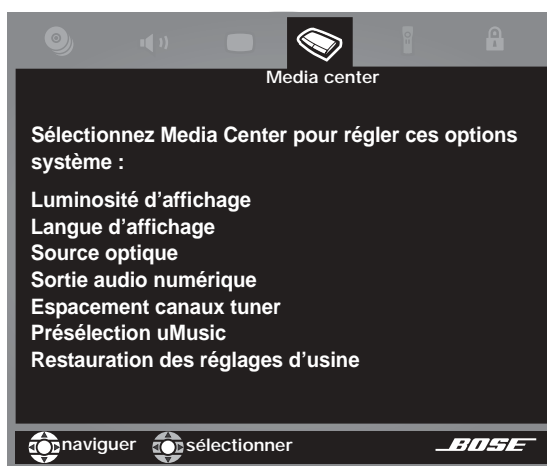 Media center
Sélectionnez Media Center pour régler ces options
système :
Luminosité d’affichage
Langue d’affichage
Source optique
Sortie audio numérique
Espacement canaux tuner
Présélection uMusic
Restauration des réglages d’usine
naviguer sélectionner BOSE